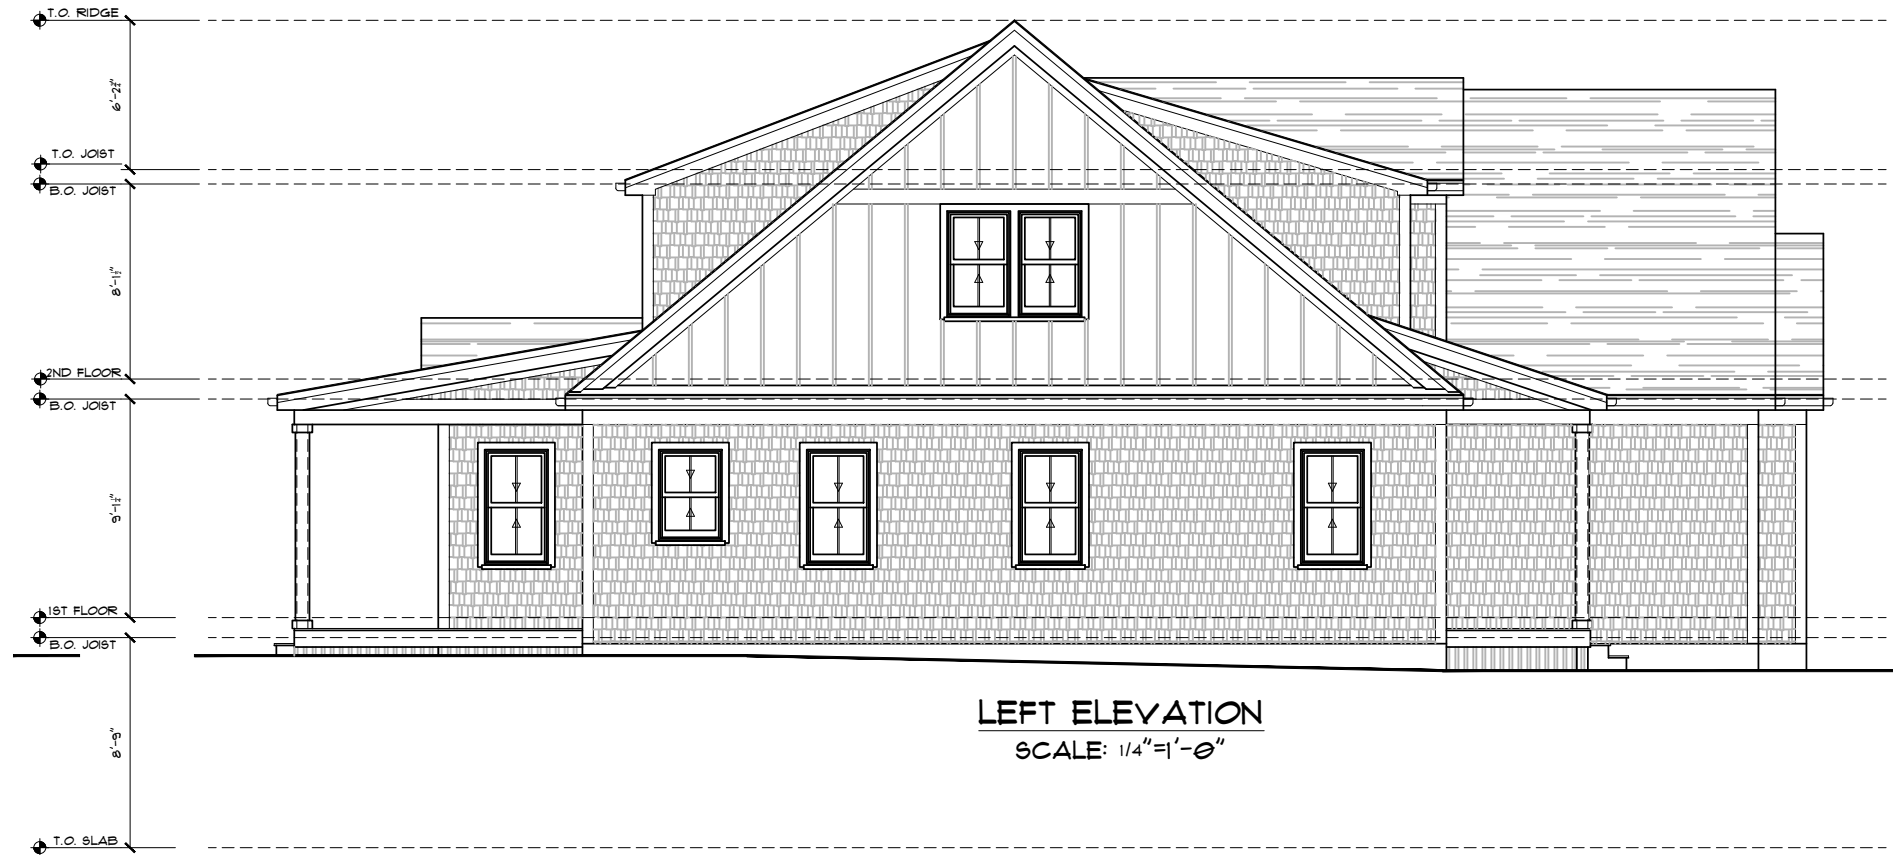 T.O. RIDGE
6'-2¾"
T.O. JOIST
B.O. JOIST
8'-1½"
2ND FLOOR
B.O. JOIST
9'-1½"
1ST FLOOR
B.O. JOIST
8'-9"
T.O. SLAB
LEFT ELEVATION
SCALE: 1/4"=1'-0"